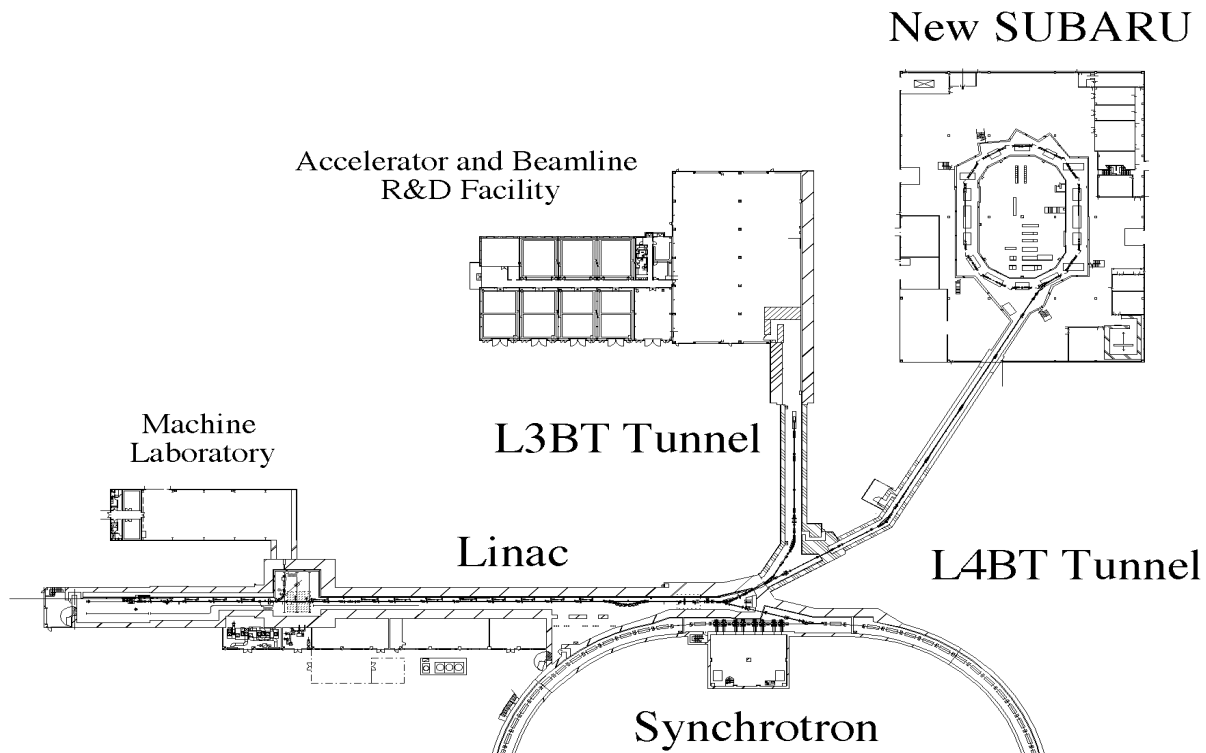 New SUBARU
Accelerator and Beamline
R&D Facility
L3BT Tunnel
Machine
Laboratory
Linac
L4BT Tunnel
Synchrotron